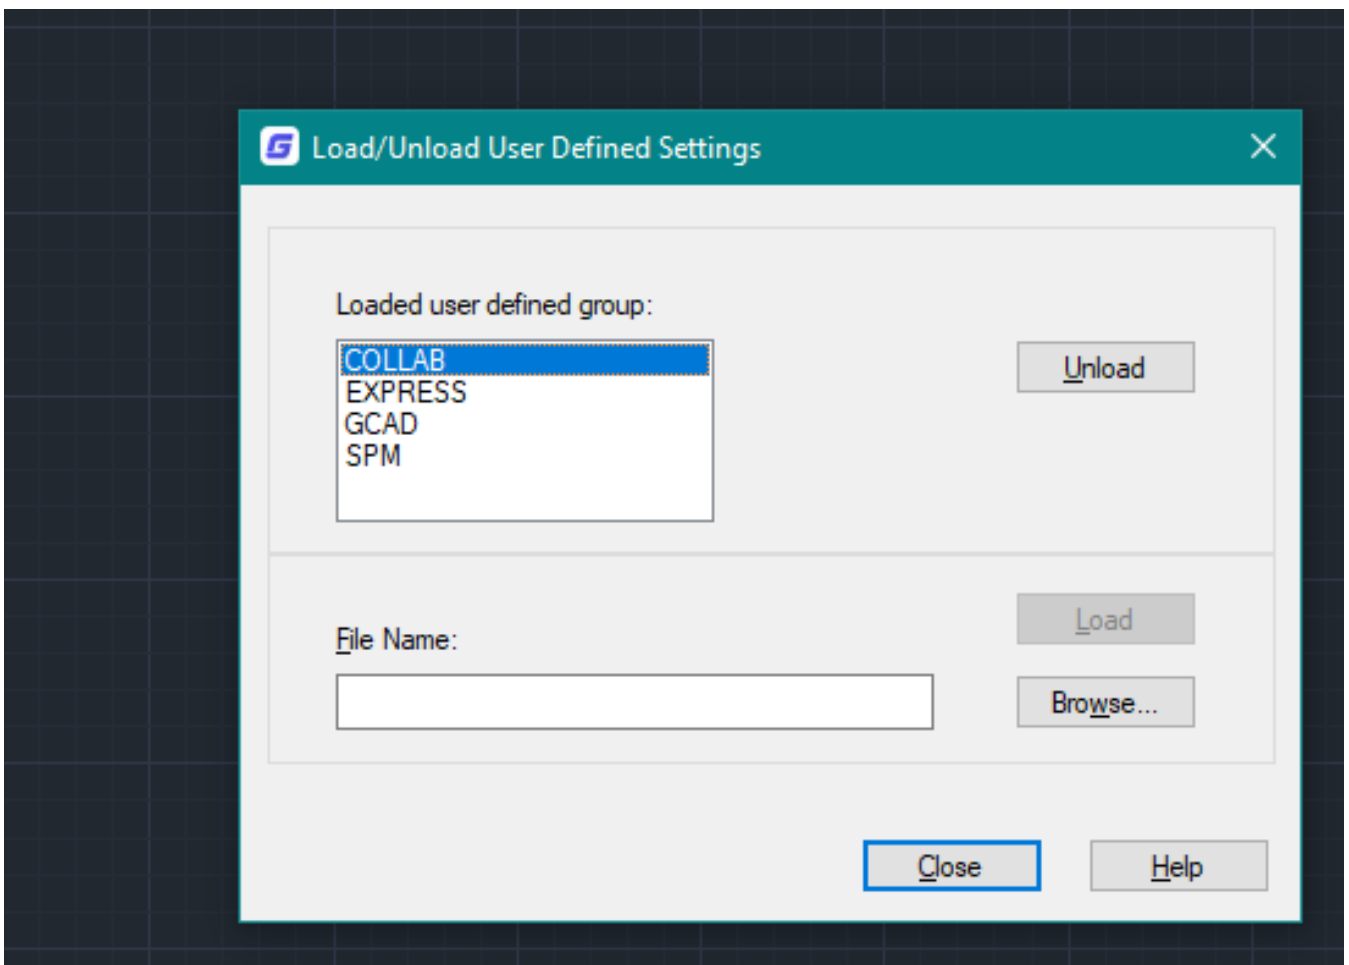 Load/Unload User Defined Settings
Loaded user defined group:
COLLAB
EXPRESS
GCAD
SPM
Unload
File Name:
Load
Browse...
Close
Help